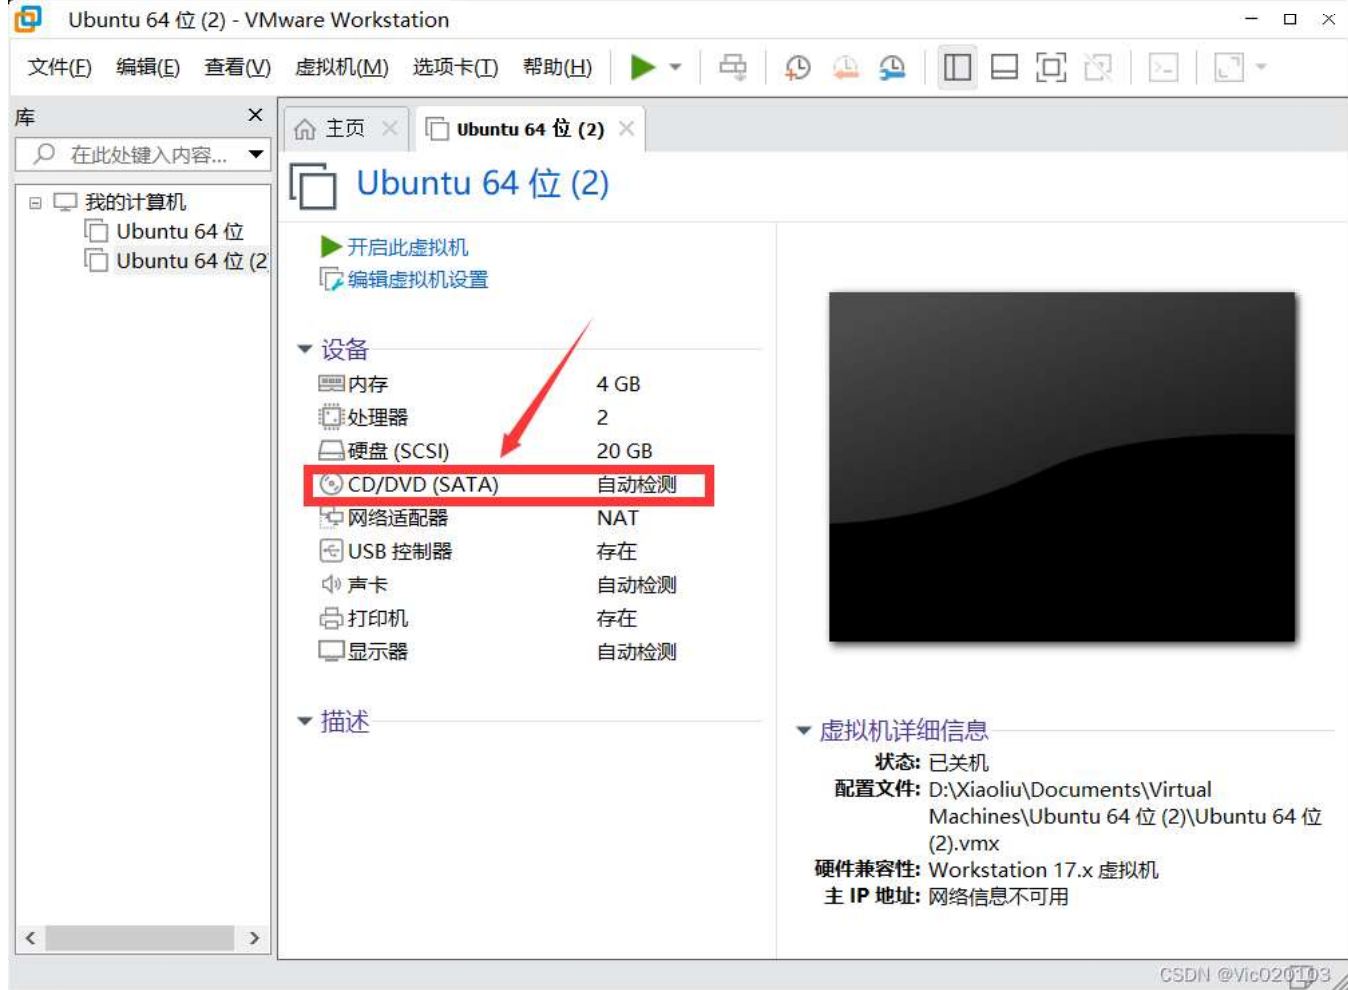 Ubuntu 64 位 (2) - VMware Workstation
文件(F) 编辑(E) 查看(V) 虚拟机(M) 选项卡(T) 帮助(H)
库
在此处键入内容...
我的计算机
Ubuntu 64 位
Ubuntu 64 位 (2
主页
Ubuntu 64 位 (2)
Ubuntu 64 位 (2)
开启此虚拟机
编辑虚拟机设置
设备
内存 4 GB
处理器 2
硬盘 (SCSI) 20 GB
CD/DVD (SATA) 自动检测
网络适配器 NAT
USB 控制器 存在
声卡 自动检测
打印机 存在
显示器 自动检测
描述
虚拟机详细信息
状态: 已关机
配置文件: D:\Xiaoliu\Documents\Virtual
Machines\Ubuntu 64 位 (2)\Ubuntu 64 位
(2).vmx
硬件兼容性: Workstation 17.x 虚拟机
主 IP 地址: 网络信息不可用
CSDN @Vic020103